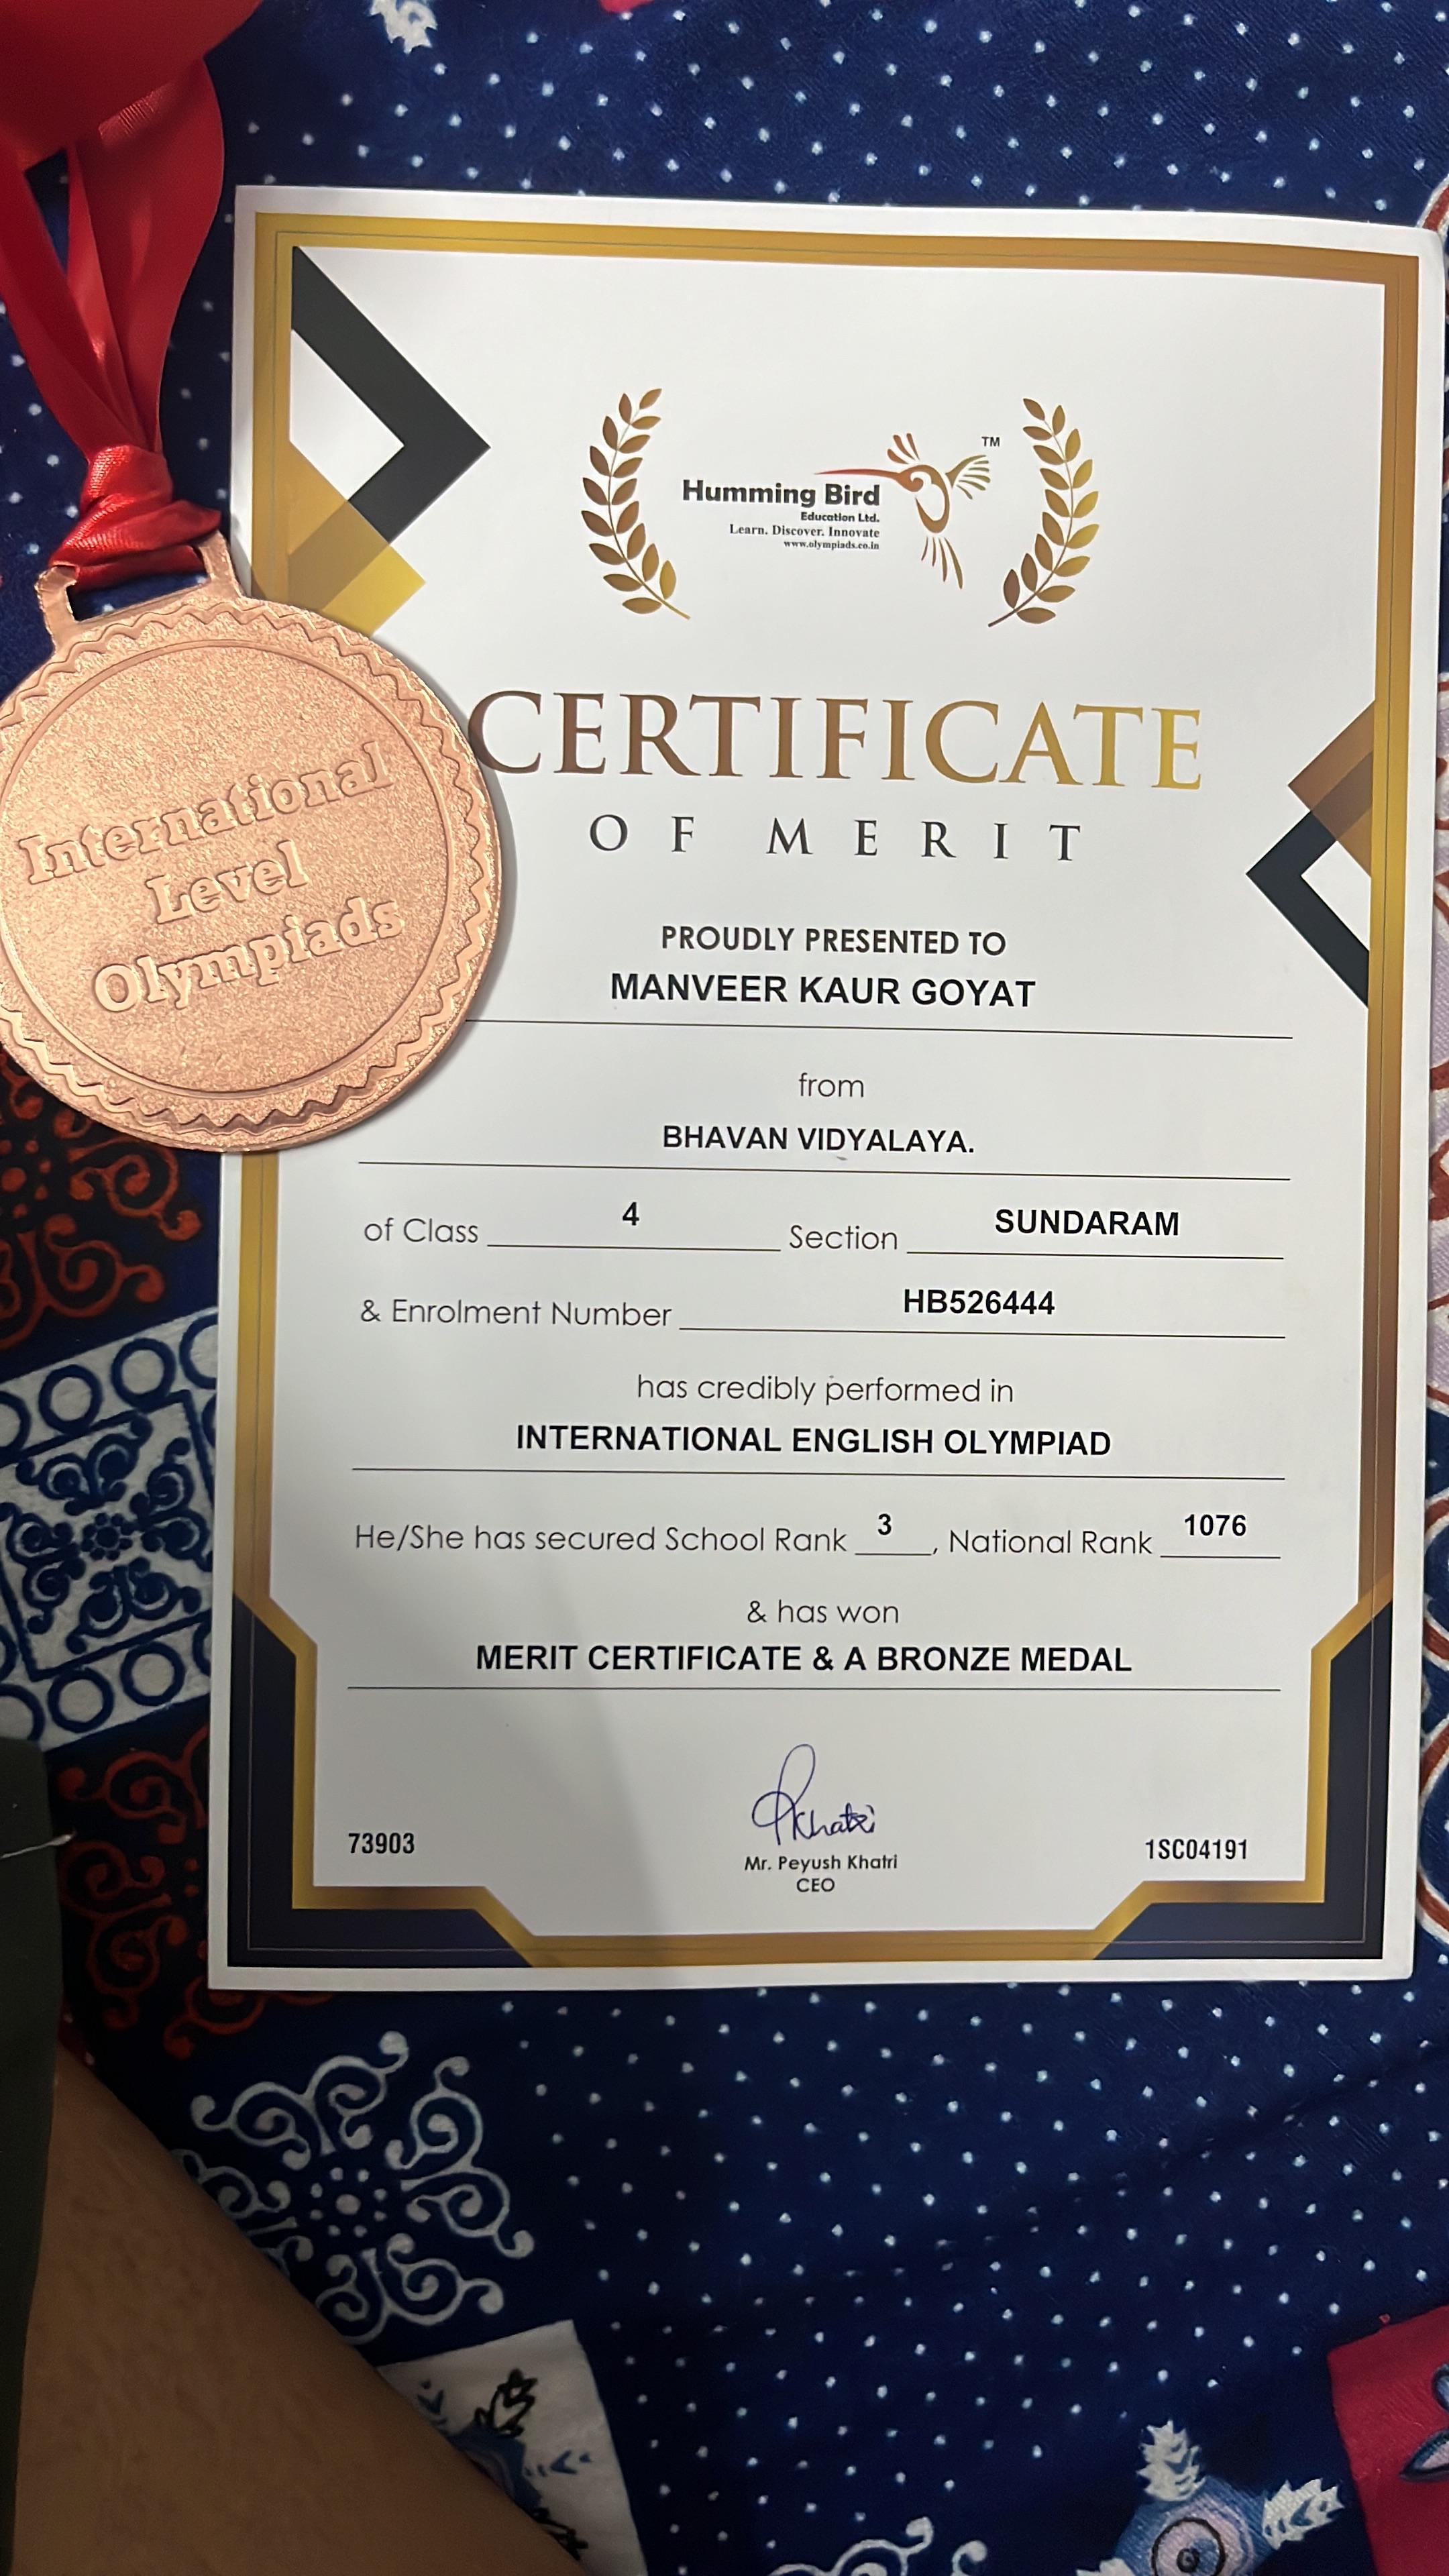 International
Level
Olympiads
Humming Bird
Education Ltd.
Learn. Discover. Innovate
www.olympiads.co.in
TM
CERTIFICATE
OF MERIT
PROUDLY PRESENTED TO
MANVEER KAUR GOYAT
from
BHAVAN VIDYALAYA.
of Class 4 Section SUNDARAM
& Enrolment Number HB526444
has credibly performed in
INTERNATIONAL ENGLISH OLYMPIAD
He/She has secured School Rank 3, National Rank 1076
& has won
MERIT CERTIFICATE & A BRONZE MEDAL
PKhatri
73903
Mr. Peyush Khatri
CEO
1SC04191